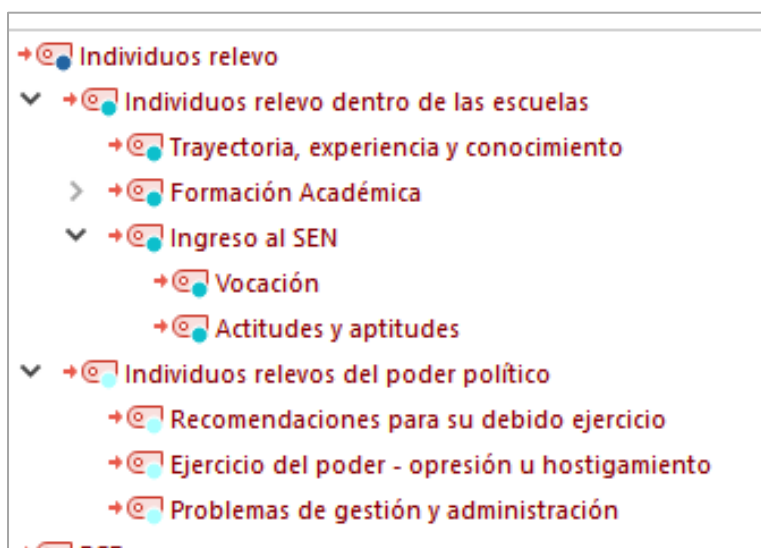 Individuos relevo
Individuos relevo dentro de las escuelas
Trayectoria, experiencia y conocimiento
Formación Académica
Ingreso al SEN
Vocación
Actitudes y aptitudes
Individuos relevos del poder político
Recomendaciones para su debido ejercicio
Ejercicio del poder - opresión u hostigamiento
Problemas de gestión y administración